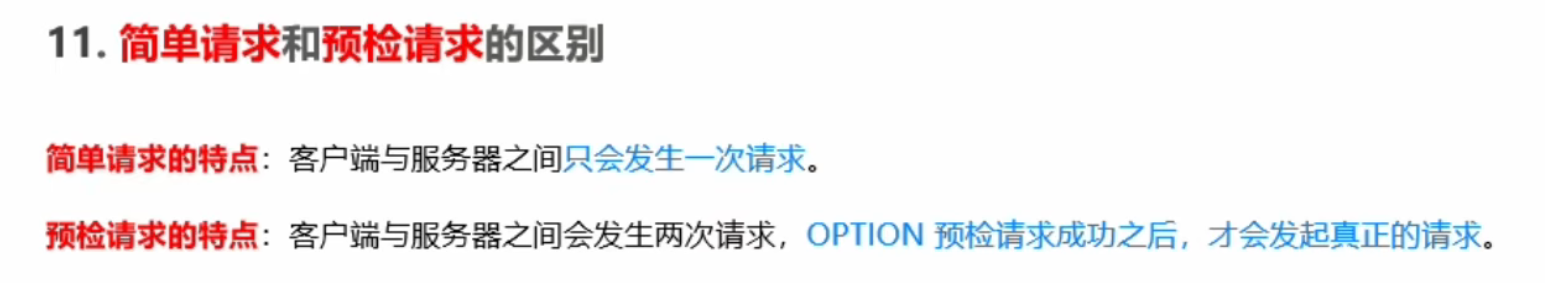 11. 简单请求和预检请求的区别
简单请求的特点：客户端与服务器之间只会发生一次请求。
预检请求的特点：客户端与服务器之间会发生两次请求，OPTION 预检请求成功之后，才会发起真正的请求。